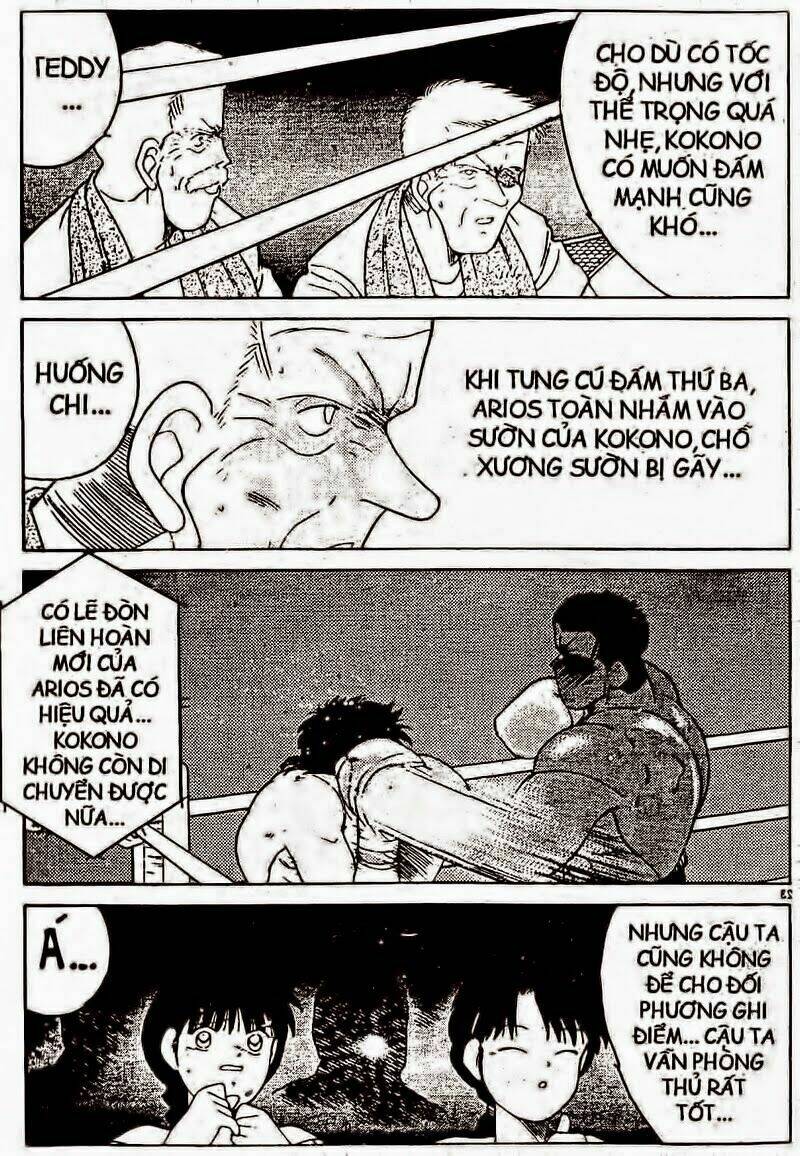 TEDDY
...
CHO DÙ CÓ TỐC
ĐỘ, NHƯNG VỚI
THỂ TRỌNG QUÁ
NHẸ, KOKONO
CÓ MUỐN ĐẤM
MẠNH CŨNG
KHÓ...
HUỐNG
CHI...
KHI TUNG CÚ ĐẤM THỨ BA,
ARIOS TOÀN NHẮM VÀO
SƯỜN CỦA KOKONO, CHỖ
XƯƠNG SƯỜN BỊ GÃY...
CÓ LẼ ĐÒN
LIÊN HOÀN
MỚI CỦA
ARIOS ĐÃ CÓ
HIỆU QUẢ...
KOKONO
KHÔNG CÒN DI
CHUYỂN ĐƯỢC
NỮA...
23
Á...
NHƯNG CẬU TA
CŨNG KHÔNG
ĐỂ CHO ĐỐI
PHƯƠNG GHI
ĐIỂM... CẬU TA
VẪN PHÒNG
THỦ RẤT
TỐT...